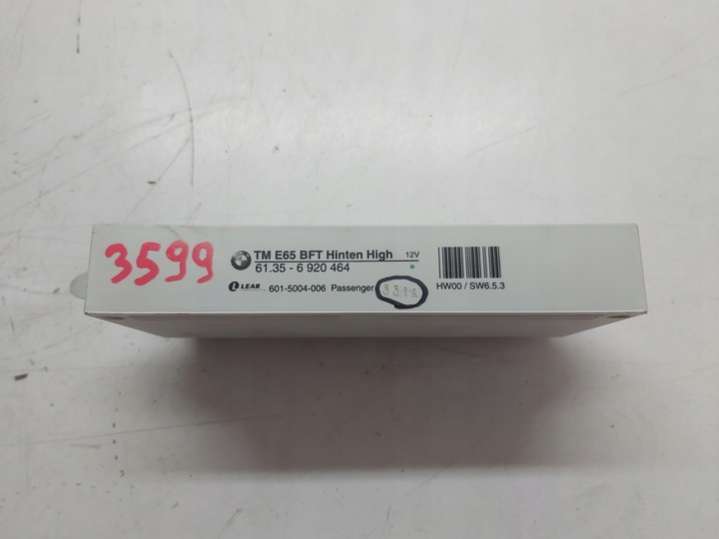 3599
TM E65 BFT Hinten High 12V
61.35 - 6 920 464
LEAR 601-5004-006 Passenger
HW00 / SW6.5.3